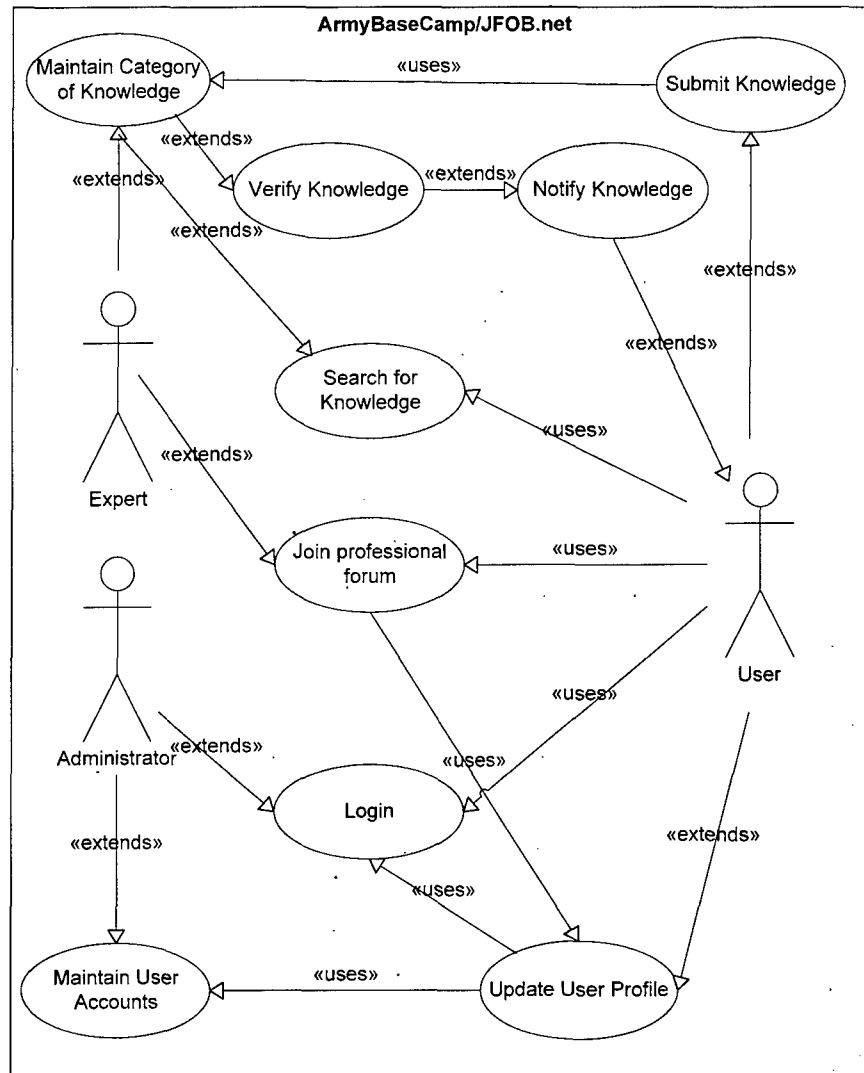 ArmyBaseCamp/JFOB.net
Maintain Category
of Knowledge
«uses»
Submit Knowledge
«extends»
«extends»
Verify Knowledge
«extends»
Notify Knowledge
«extends»
«extends»
«extends»
Search for
Knowledge
«uses»
Expert
«extends»
Join professional
forum
«uses»
User
«uses»
Administrator
«extends»
«uses»
Login
«extends»
«extends»
«uses»
Maintain User
Accounts
«uses»
Update User Profile